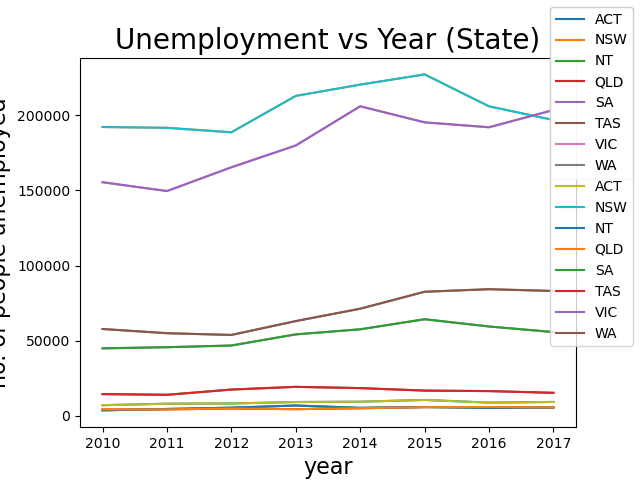 Unemployment vs Year (State)
no. of people unemployed
200000
150000
100000
50000
0
2010 2011 2012 2013 2014 2015 2016 2017
year
ACT
NSW
NT
QLD
SA
TAS
VIC
WA
ACT
NSW
NT
QLD
SA
TAS
VIC
WA